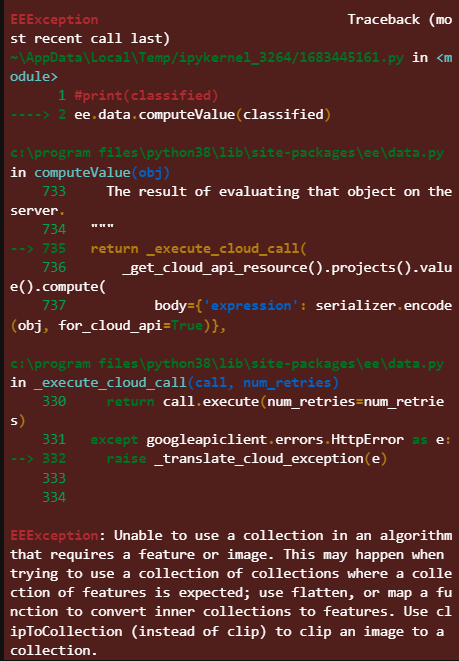 EEException                               Traceback (mo
st recent call last)
~\AppData\Local\Temp/ipykernel_3264/1683445161.py in <m
odule>
      1 #print(classified)
----> 2 ee.data.computeValue(classified)

c:\program files\python38\lib\site-packages\ee\data.py
in computeValue(obj)
    733     The result of evaluating that object on the
server.
    734   """
--> 735   return _execute_cloud_call(
    736       _get_cloud_api_resource().projects().valu
e().compute(
    737           body={'expression': serializer.encode
(obj, for_cloud_api=True)},

c:\program files\python38\lib\site-packages\ee\data.py
in _execute_cloud_call(call, num_retries)
    330     return call.execute(num_retries=num_retrie
s)
    331   except googleapiclient.errors.HttpError as e:
--> 332     raise _translate_cloud_exception(e)
    333
    334

EEException: Unable to use a collection in an algorithm
that requires a feature or image. This may happen when
trying to use a collection of collections where a colle
ction of features is expected; use flatten, or map a fu
nction to convert inner collections to features. Use cl
ipToCollection (instead of clip) to clip an image to a
collection.